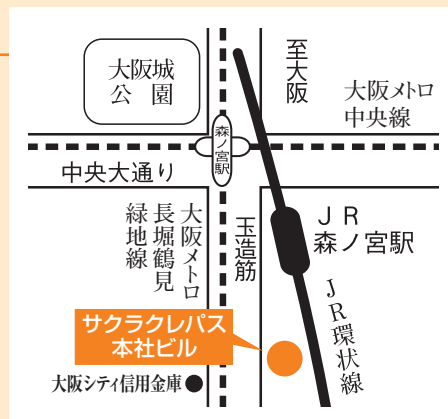 大阪城
公園
至大阪
大阪メトロ
中央線
森ノ宮駅
中央大通り
大阪メトロ
長堀鶴見
緑地線
玉造筋
JR
森ノ宮駅
JR環状線
サクラクレパス
本社ビル
大阪シティ信用金庫